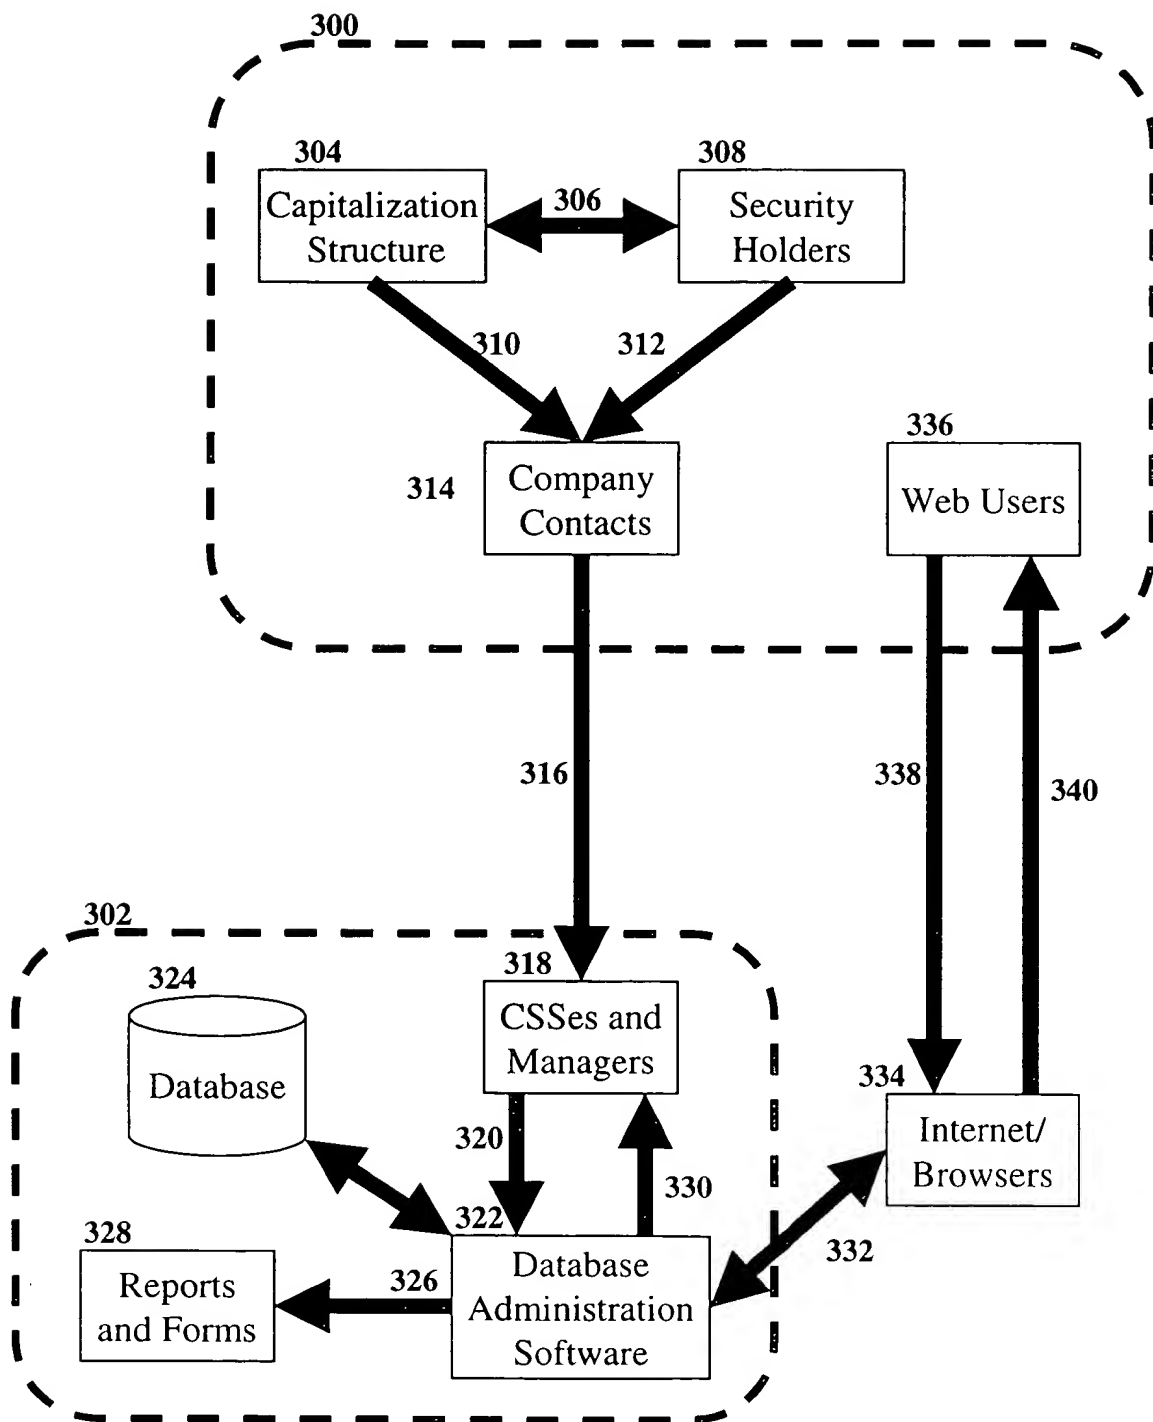 300
304
308
Capitalization
Structure
306
Security
Holders
310
312
336
314
Company
Contacts
Web Users
316
338
340
302
324
318
CSSes and
Managers
Database
334
Internet/
Browsers
320
330
322
328
332
Reports
and Forms
326
Database
Administration
Software